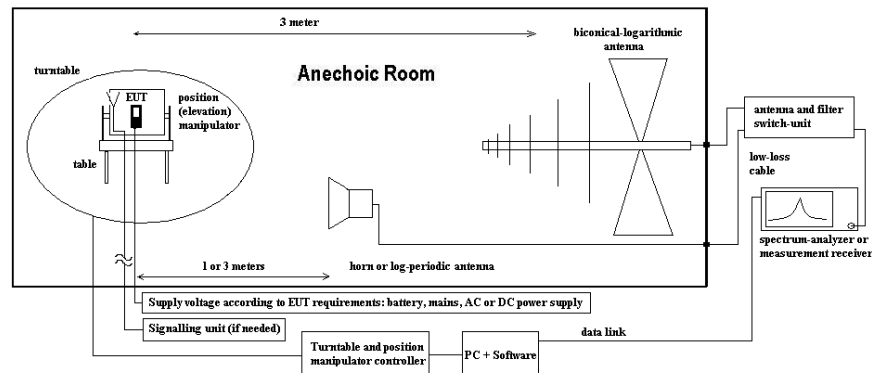 3 meter
biconical-logarithmic
antenna
turntable
Anechoic Room
EUT
position
(elevation)
manipulator
antenna and filter
switch-unit
table
low-loss
cable
spectrum-analyzer or
measurement receiver
1 or 3 meters
horn or log-periodic antenna
Supply voltage according to EUT requirements: battery, mains, AC or DC power supply
Signalling unit (if needed)
data link
Turntable and position
manipulator controller
PC + Software